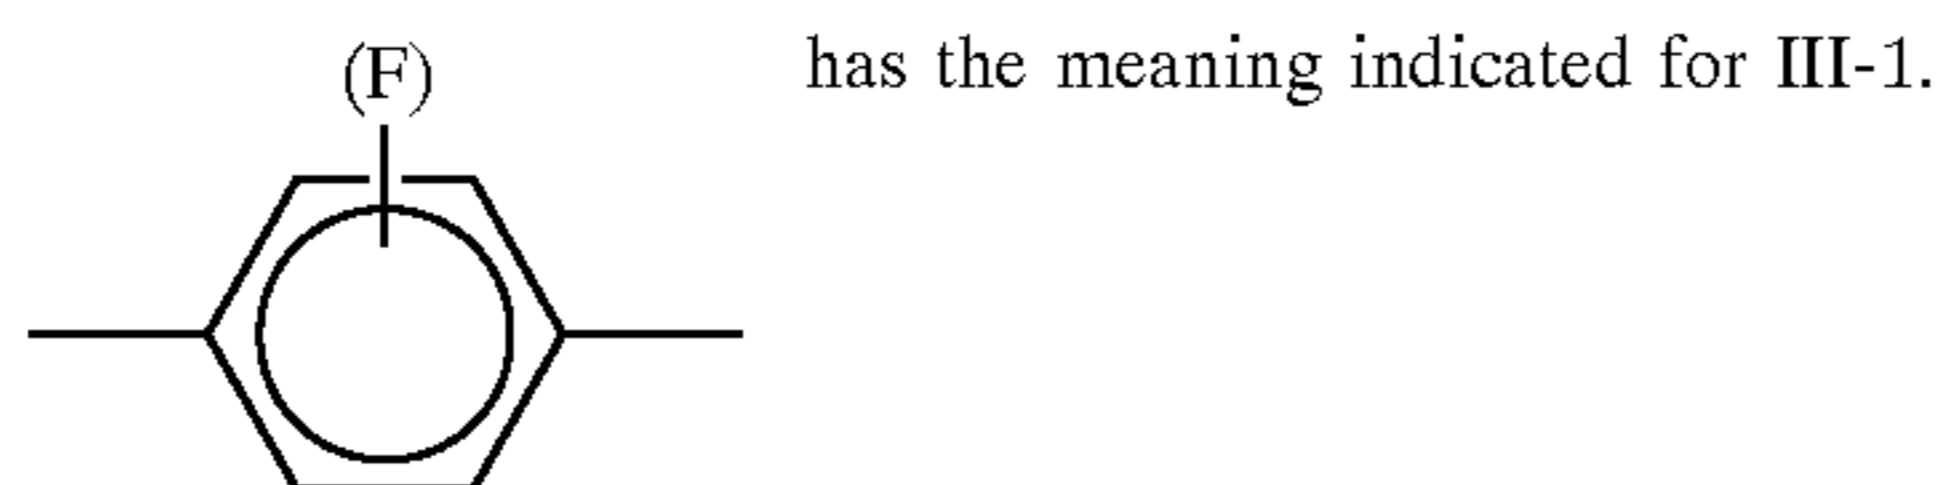 (F)
has the meaning indicated for III-1.